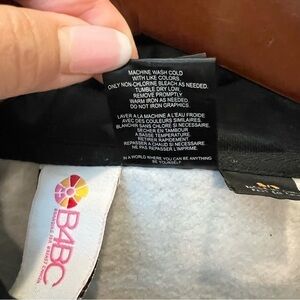 MACHINE WASH COLD
WITH LIKE COLORS.
ONLY NON-CHLORINE BLEACH AS NEEDED.
TUMBLE DRY LOW.
REMOVE PROMPTLY.
WARM IRON AS NEEDED.
DO NOT IRON GRAPHICS.
LAVER A LA MACHINE A L'EAU FROIDE
AVEC COULEURS SIMILAIRES.
BLANCHIR SANS CHLORE SI NECESSAIRE.
SECHER EN TAMBOUR
A BASSE TEMPERATURE.
RETIRER RAPIDEMENT
REPASSER A CHAUD SI NECESSAIRE.
NE PAS REPASSER L'IMPRIME.
IN A WORLD WHERE YOU CAN BE ANYTHING
BE YOURSELF
B4BC